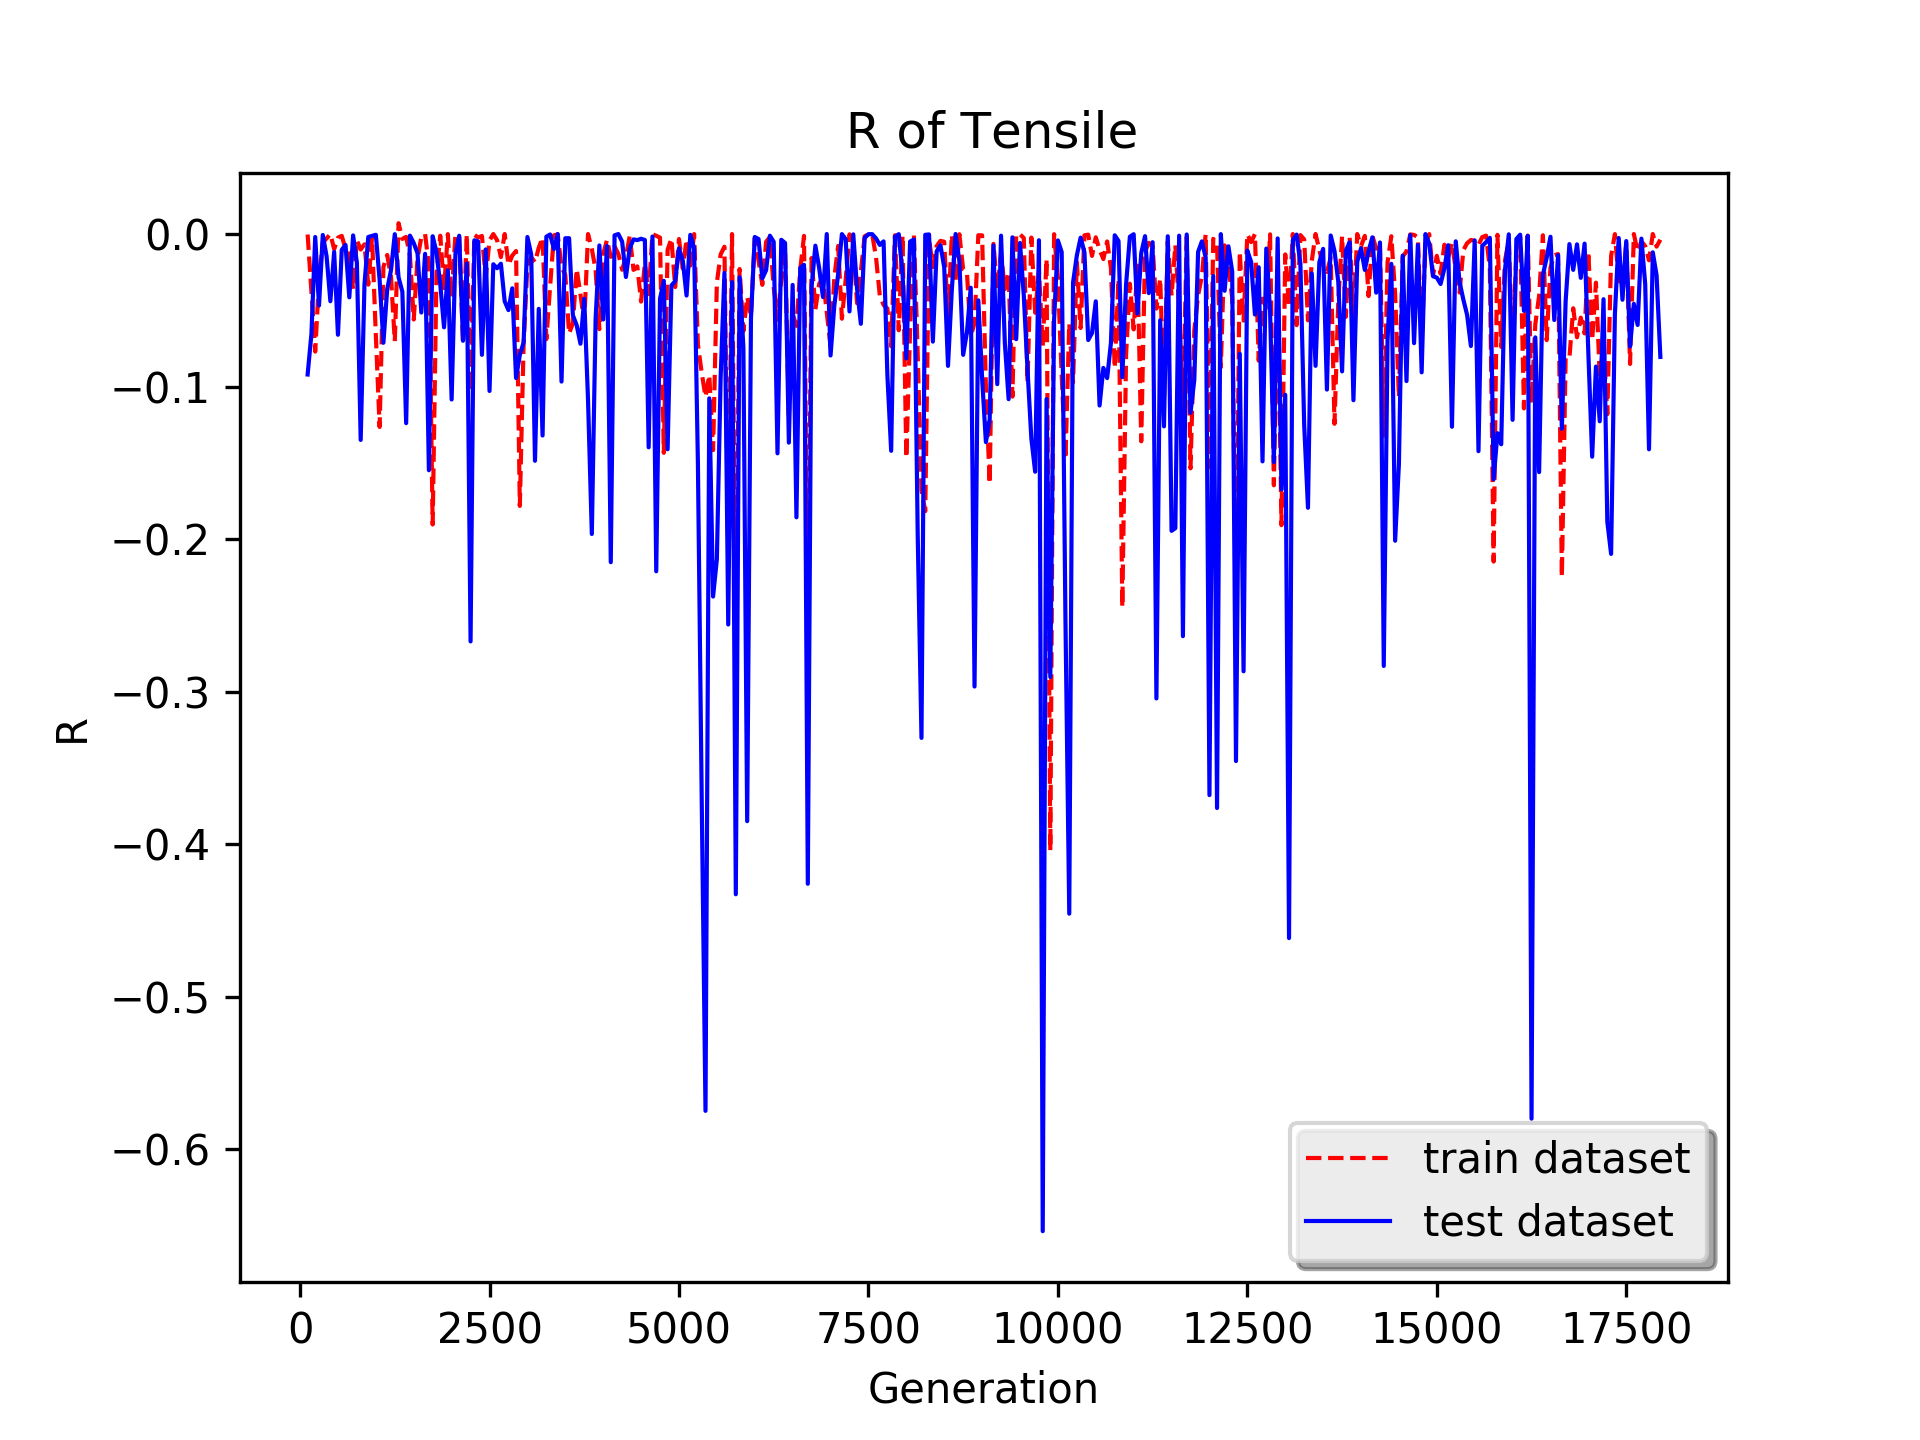 R of Tensile
R
0.0
−0.1
−0.2
−0.3
−0.4
−0.5
−0.6
train dataset
test dataset
0 2500 5000 7500 10000 12500 15000 17500
Generation